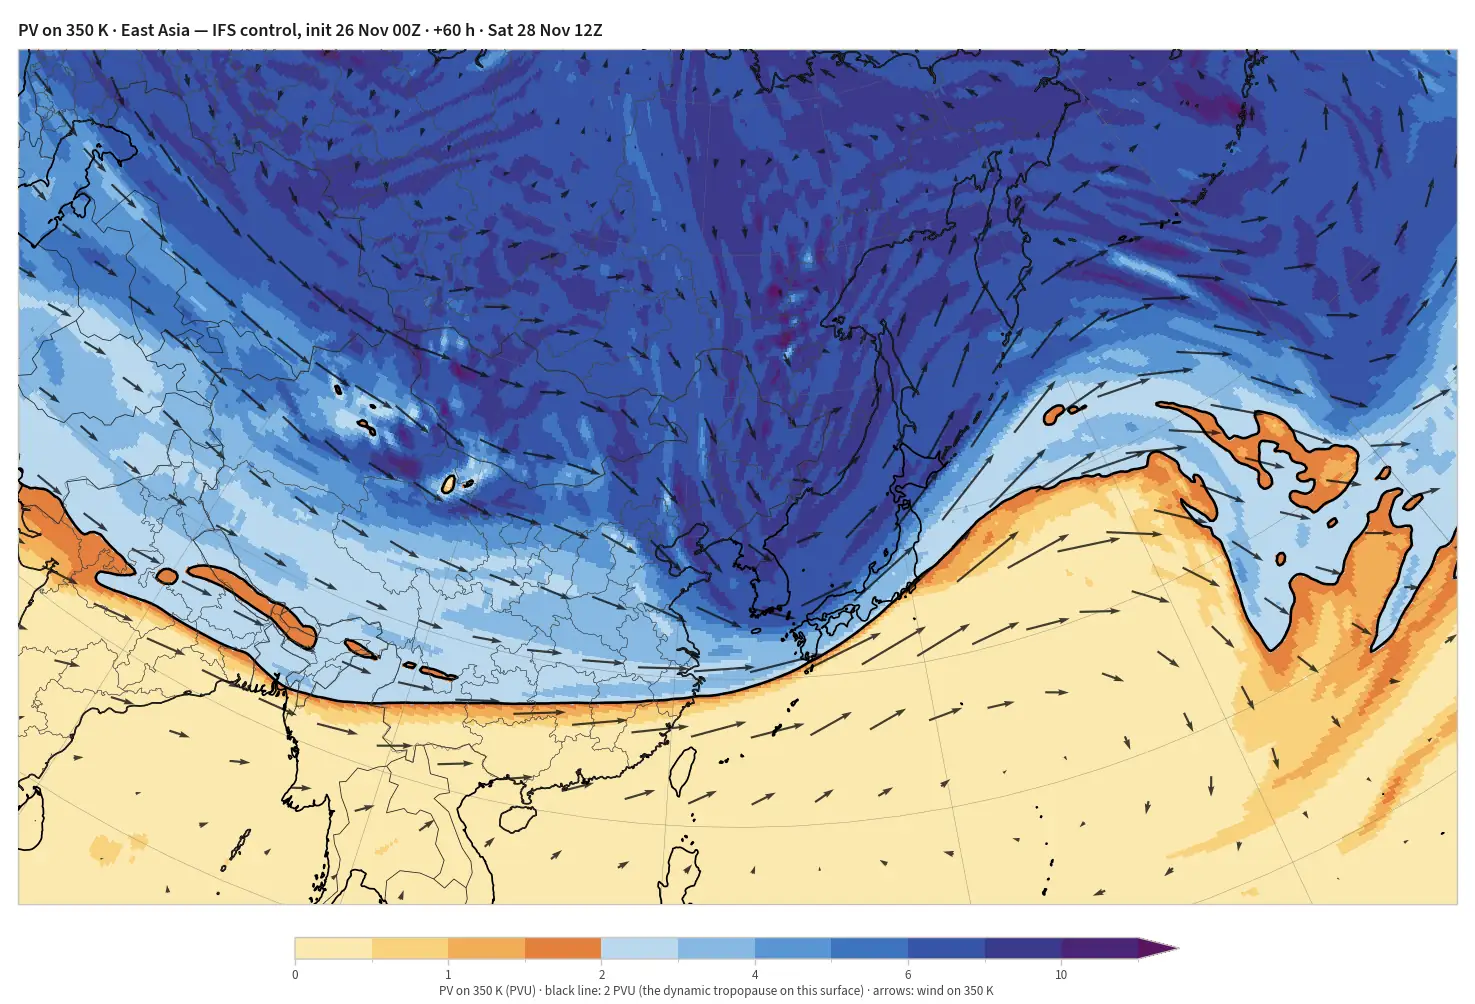 PV on 350 K · East Asia — IFS control, init 26 Nov 00Z · +60 h · Sat 28 Nov 12Z
0 1 2 4 6 10
PV on 350 K (PVU) · black line: 2 PVU (the dynamic tropopause on this surface) · arrows: wind on 350 K